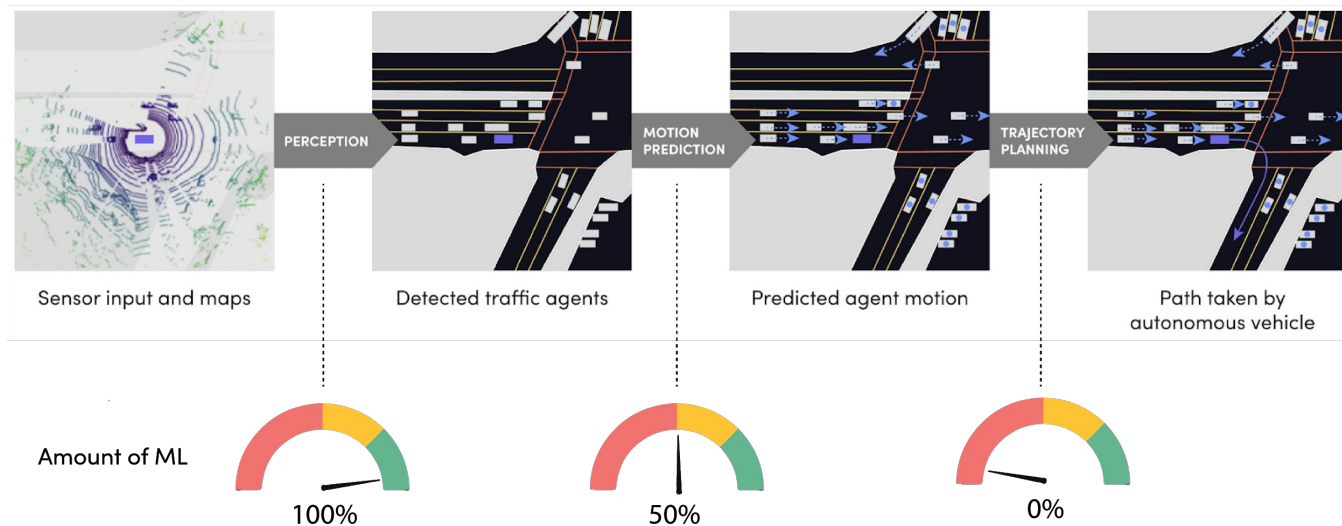 PERCEPTION
MOTION
PREDICTION
TRAJECTORY
PLANNING
Sensor input and maps
Detected traffic agents
Predicted agent motion
Path taken by
autonomous vehicle
Amount of ML
100%
50%
0%